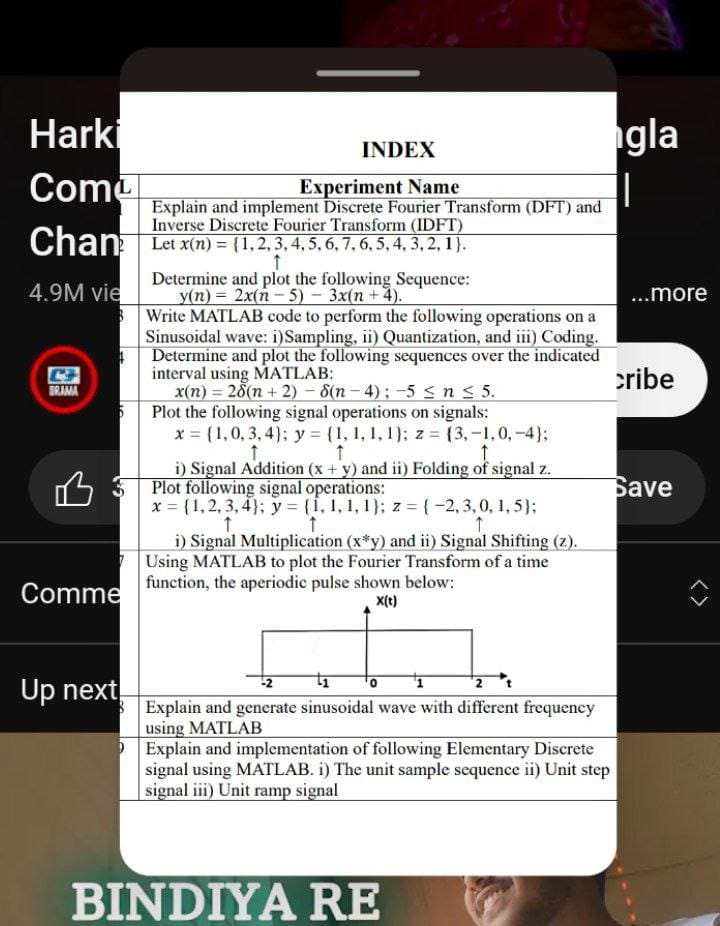 Harki
ngla
Com
|
Chan
4.9M vie
...more
DRAMA
cribe
3
Save
Comme
Up next
BINDIYA RE
INDEX
L Experiment Name
1 Explain and implement Discrete Fourier Transform (DFT) and
Inverse Discrete Fourier Transform (IDFT)
2 Let x(n) = {1, 2, 3, 4, 5, 6, 7, 6, 5, 4, 3, 2, 1}.
↑
Determine and plot the following Sequence:
y(n) = 2x(n − 5) − 3x(n + 4).
3 Write MATLAB code to perform the following operations on a
Sinusoidal wave: i)Sampling, ii) Quantization, and iii) Coding.
4 Determine and plot the following sequences over the indicated
interval using MATLAB:
x(n) = 2δ(n + 2) − δ(n − 4) ; −5 ≤ n ≤ 5.
5 Plot the following signal operations on signals:
x = {1, 0, 3, 4}; y = {1, 1, 1, 1}; z = {3, −1, 0, −4};
↑ ↑ ↑
i) Signal Addition (x + y) and ii) Folding of signal z.
Plot following signal operations:
x = {1, 2, 3, 4}; y = {1, 1, 1, 1}; z = { −2, 3, 0, 1, 5};
↑ ↑ ↑
i) Signal Multiplication (x*y) and ii) Signal Shifting (z).
7 Using MATLAB to plot the Fourier Transform of a time
function, the aperiodic pulse shown below:
X(t)
-2 -1 0 1 2 t
8 Explain and generate sinusoidal wave with different frequency
using MATLAB
9 Explain and implementation of following Elementary Discrete
signal using MATLAB. i) The unit sample sequence ii) Unit step
signal iii) Unit ramp signal